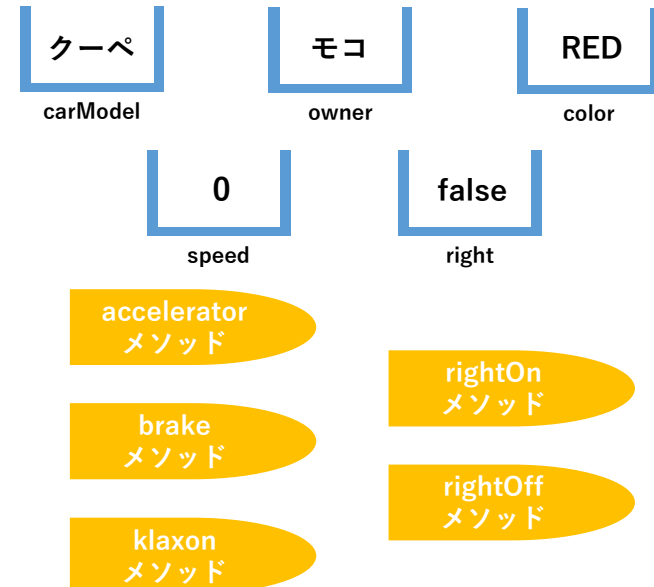 クーペ
モコ
RED
carModel
owner
color
0
false
speed
right
accelerator
メソッド
rightOn
メソッド
brake
メソッド
rightOff
メソッド
klaxon
メソッド